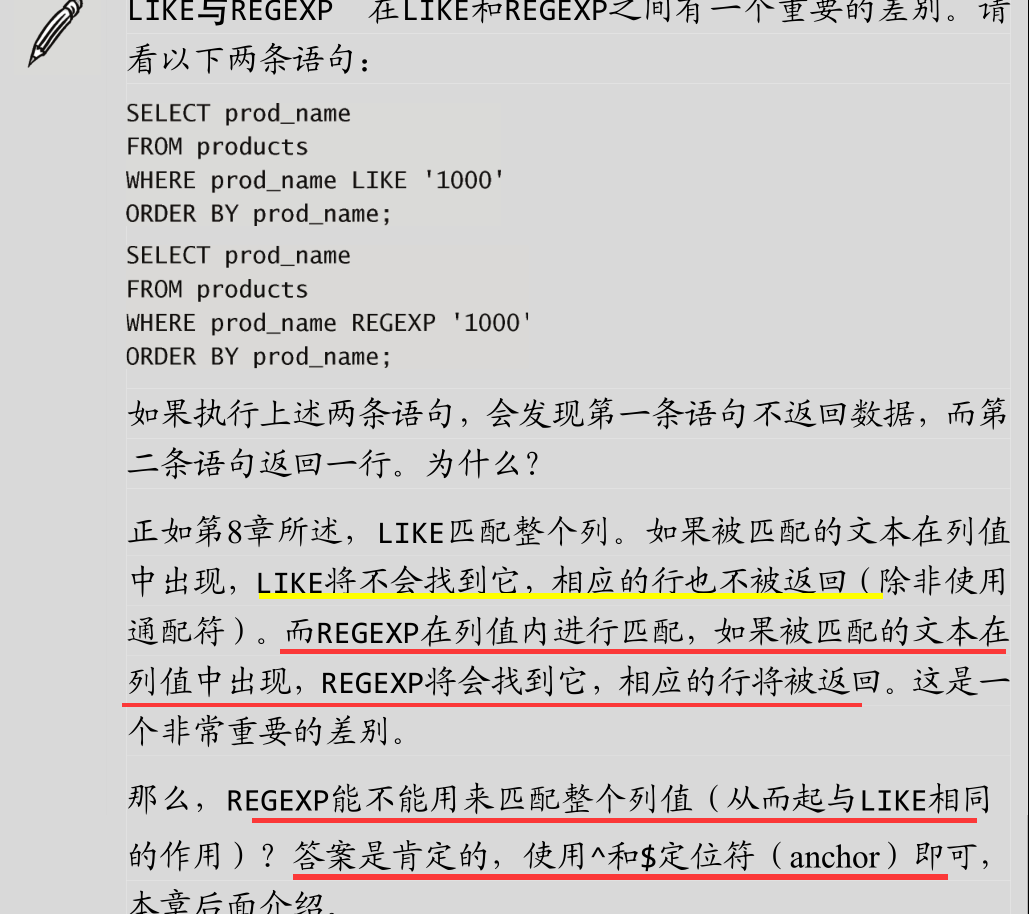 LIKE与REGEXP 在LIKE和REGEXP之间有一个重要的差别。请
看以下两条语句：
SELECT prod_name
FROM products
WHERE prod_name LIKE '1000'
ORDER BY prod_name;
SELECT prod_name
FROM products
WHERE prod_name REGEXP '1000'
ORDER BY prod_name;
如果执行上述两条语句，会发现第一条语句不返回数据，而第
二条语句返回一行。为什么？
正如第8章所述，LIKE匹配整个列。如果被匹配的文本在列值
中出现，LIKE将不会找到它，相应的行也不被返回（除非使用
通配符）。而REGEXP在列值内进行匹配，如果被匹配的文本在
列值中出现，REGEXP将会找到它，相应的行将被返回。这是一
个非常重要的差别。
那么，REGEXP能不能用来匹配整个列值（从而起与LIKE相同
的作用）？答案是肯定的，使用^和$定位符（anchor）即可，
本章后面介绍。